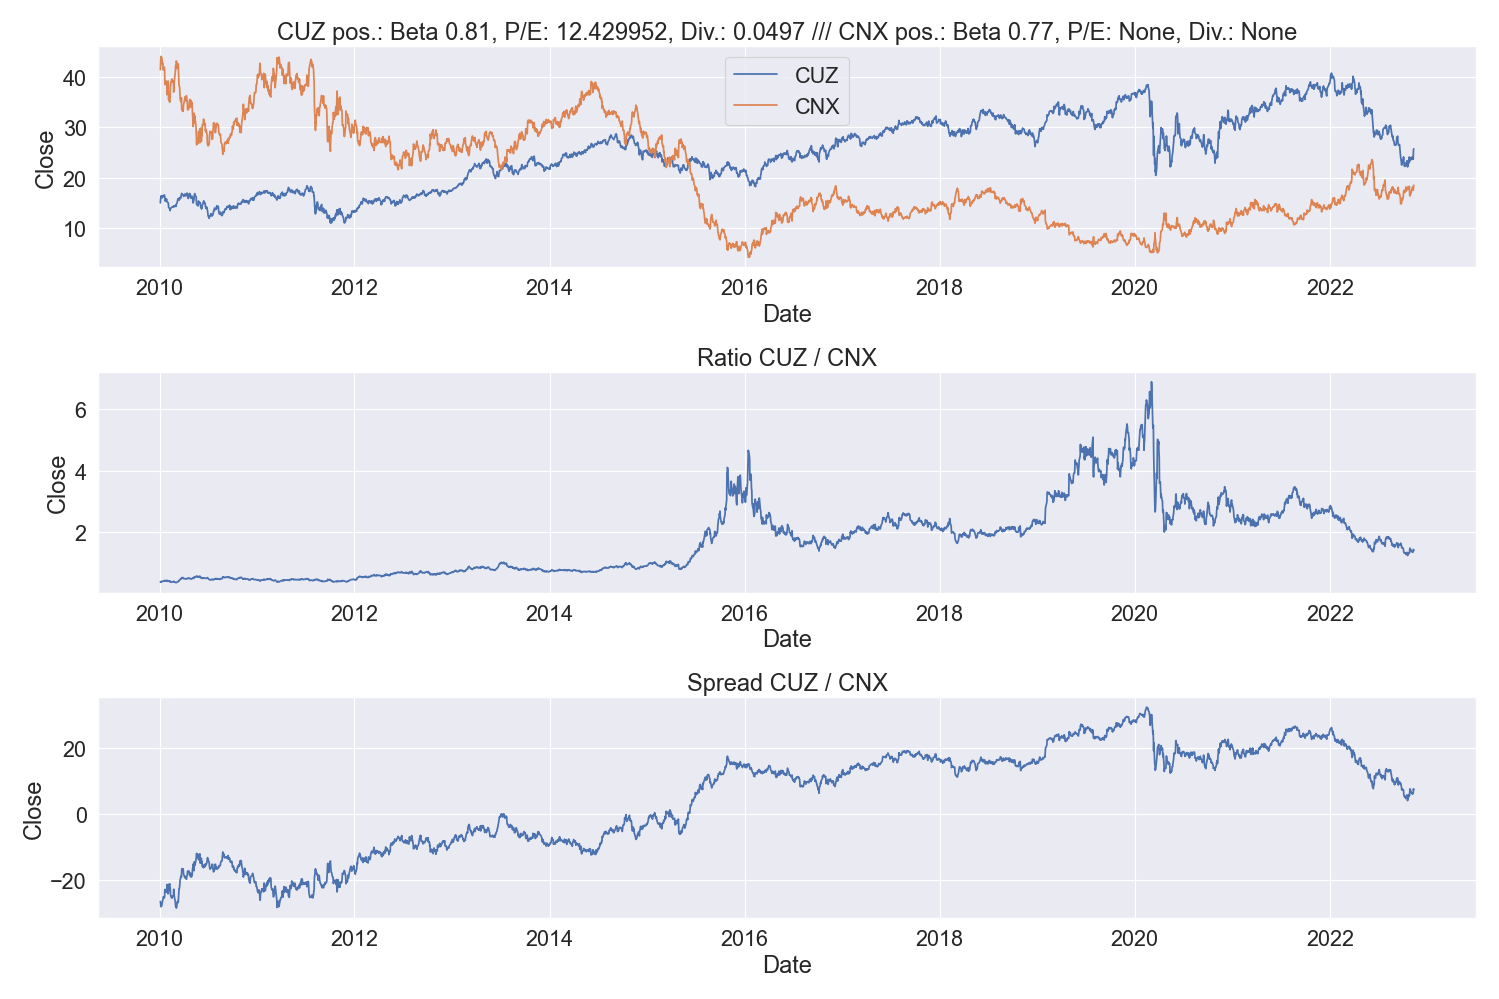 CUZ pos.: Beta 0.81, P/E: 12.429952, Div.: 0.0497 /// CNX pos.: Beta 0.77, P/E: None, Div.: None
CUZ
CNX
Close
40
30
20
10
2010 2012 2014 2016 2018 2020 2022
Date
Ratio CUZ / CNX
Close
6
4
2
2010 2012 2014 2016 2018 2020 2022
Date
Spread CUZ / CNX
Close
20
0
−20
2010 2012 2014 2016 2018 2020 2022
Date